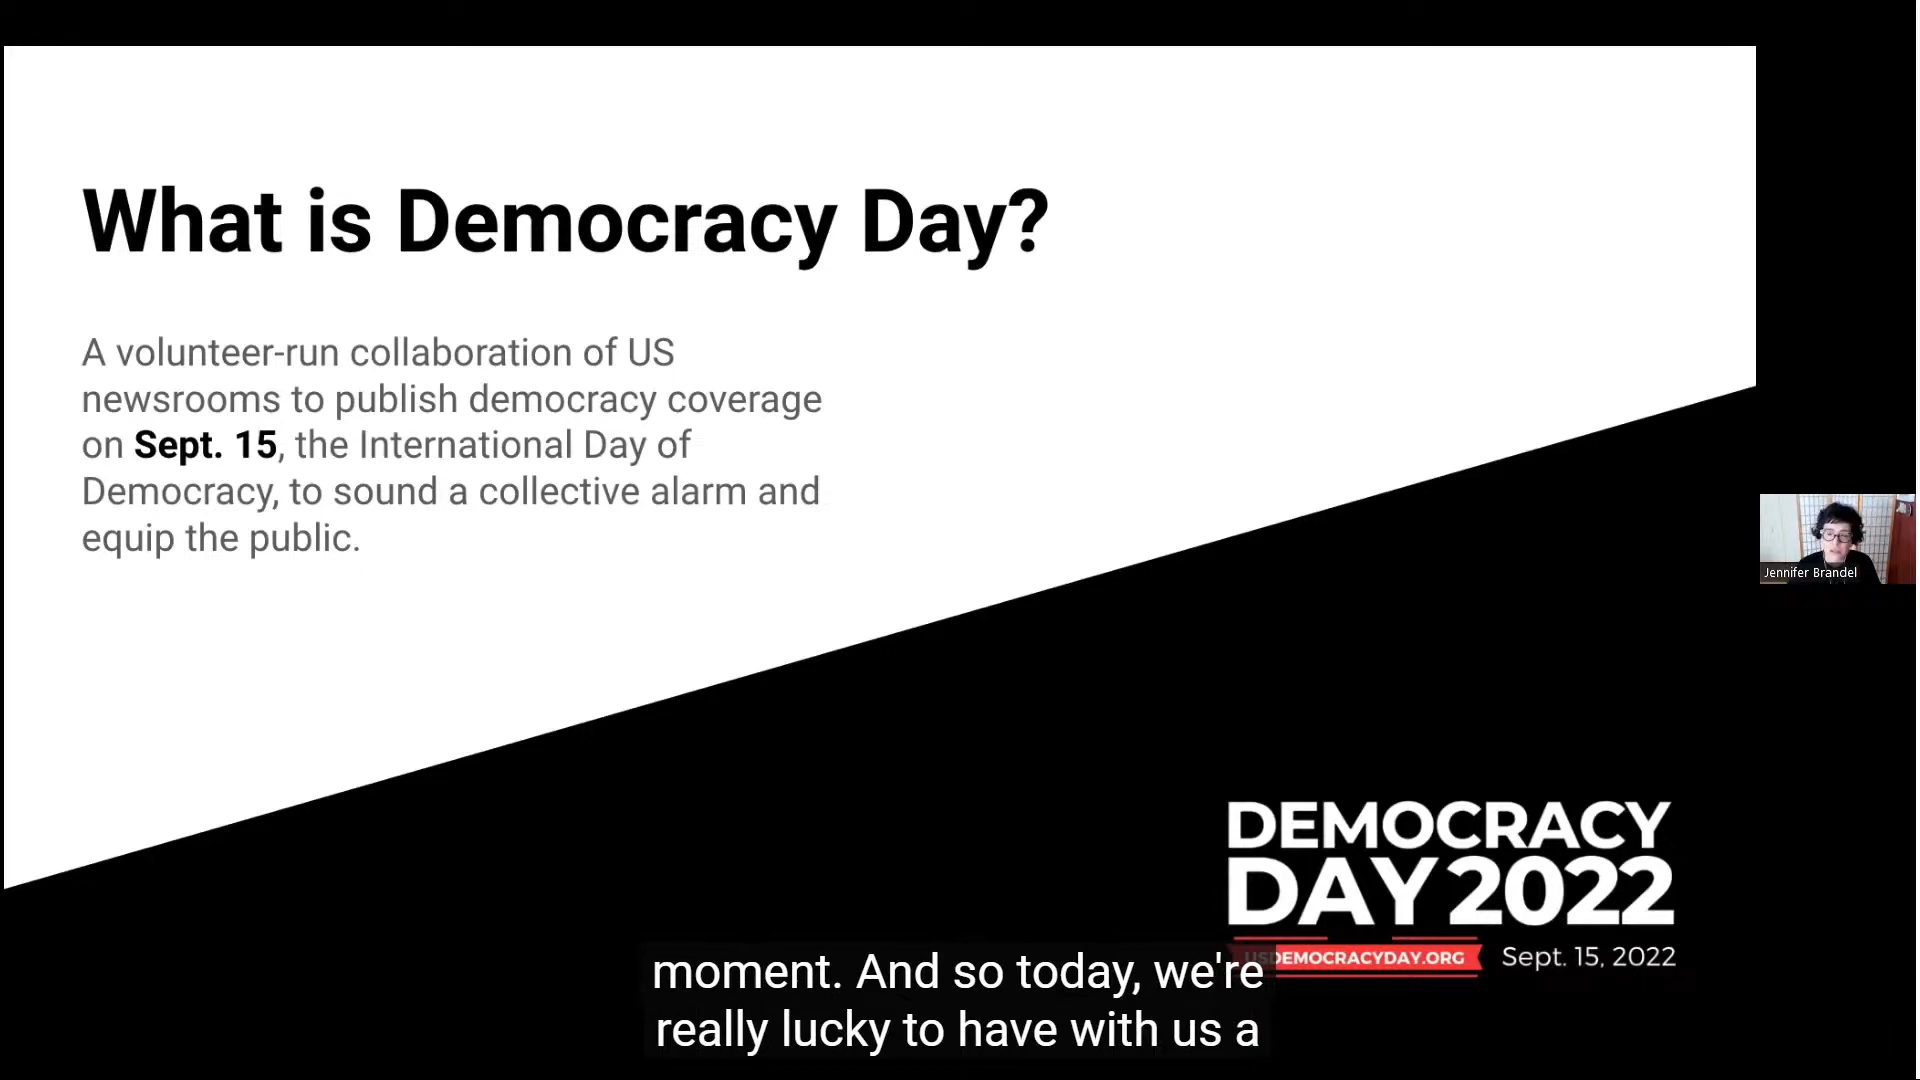 What is Democracy Day?
A volunteer-run collaboration of US
newsrooms to publish democracy coverage
on Sept. 15, the International Day of
Democracy, to sound a collective alarm and
equip the public.
Jennifer Brandel
DEMOCRACY
DAY 2022
USDEMOCRACYDAY.ORG Sept. 15, 2022
moment. And so today, we're
really lucky to have with us a